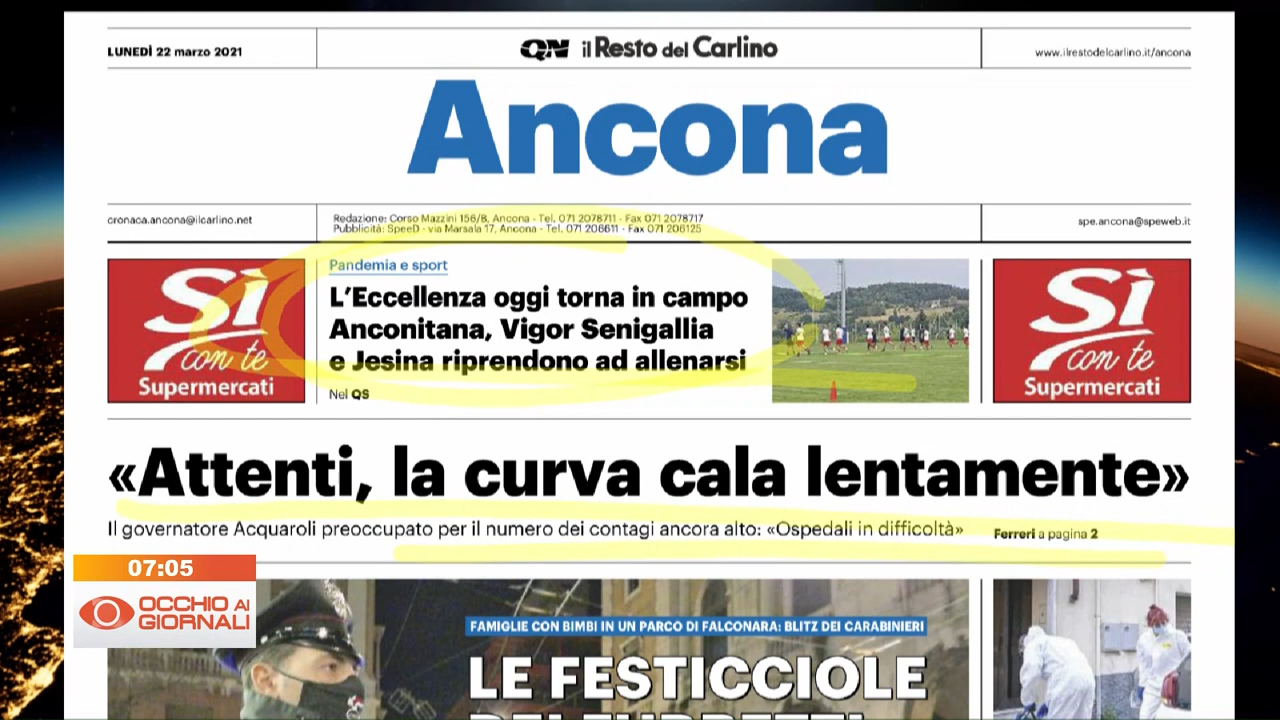 LUNEDÌ 22 marzo 2021
QN il Resto del Carlino
www.ilrestodelcarlino.it/ancona
Ancona
cronaca.ancona@ilcarlino.net
Redazione: Corso Mazzini 156/B, Ancona - Tel. 071 2078711 - Fax 071 2078717
Pubblicità: SpeeD - via Marsala 17, Ancona - Tel. 071 206611 - Fax 071 206125
spe.ancona@speweb.it
Sì
con te
Supermercati
Pandemia e sport
L'Eccellenza oggi torna in campo
Anconitana, Vigor Senigallia
e Jesina riprendono ad allenarsi
Nel QS
Sì
con te
Supermercati
«Attenti, la curva cala lentamente»
Il governatore Acquaroli preoccupato per il numero dei contagi ancora alto: «Ospedali in difficoltà»
Ferreri a pagina 2
07:05
OCCHIO AI
GIORNALI
FAMIGLIE CON BIMBI IN UN PARCO DI FALCONARA: BLITZ DEI CARABINIERI
LE FESTICCIOLE
DEI FURBETTI